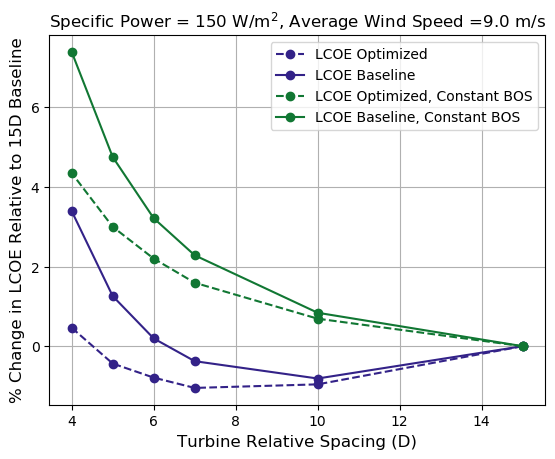 Specific Power = 150 W/m², Average Wind Speed =9.0 m/s
% Change in LCOE Relative to 15D Baseline
6
4
2
0
LCOE Optimized
LCOE Baseline
LCOE Optimized, Constant BOS
LCOE Baseline, Constant BOS
4 6 8 10 12 14
Turbine Relative Spacing (D)